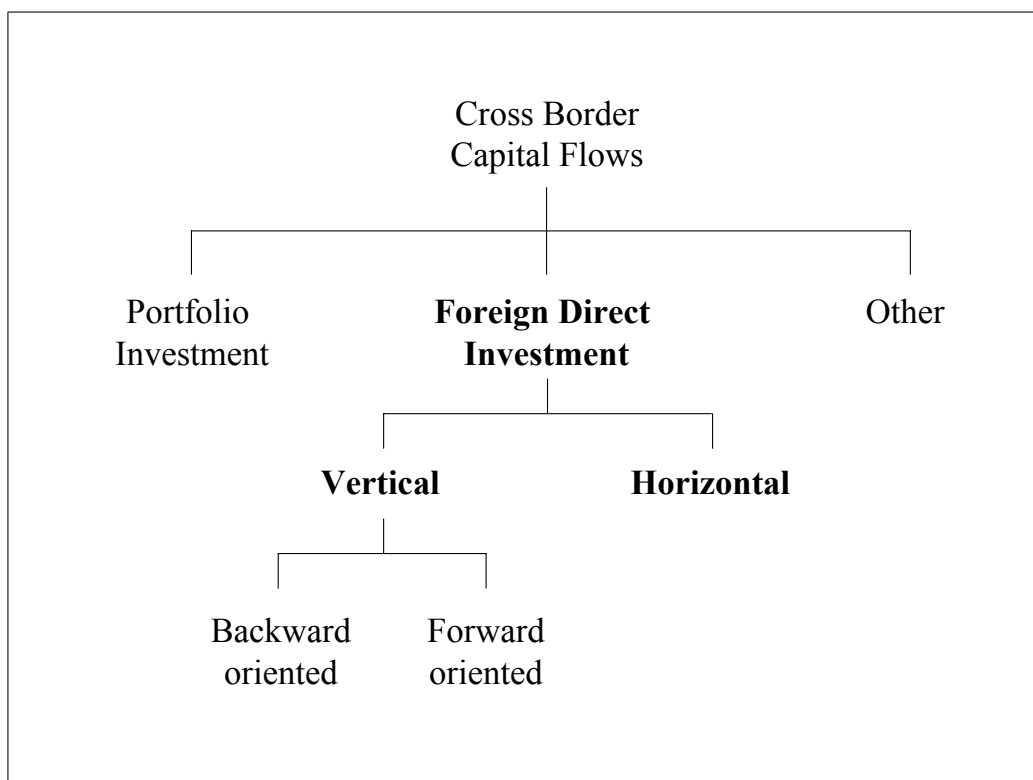 Cross Border
Capital Flows
Portfolio
Investment
Foreign Direct
Investment
Other
Vertical
Horizontal
Backward
oriented
Forward
oriented